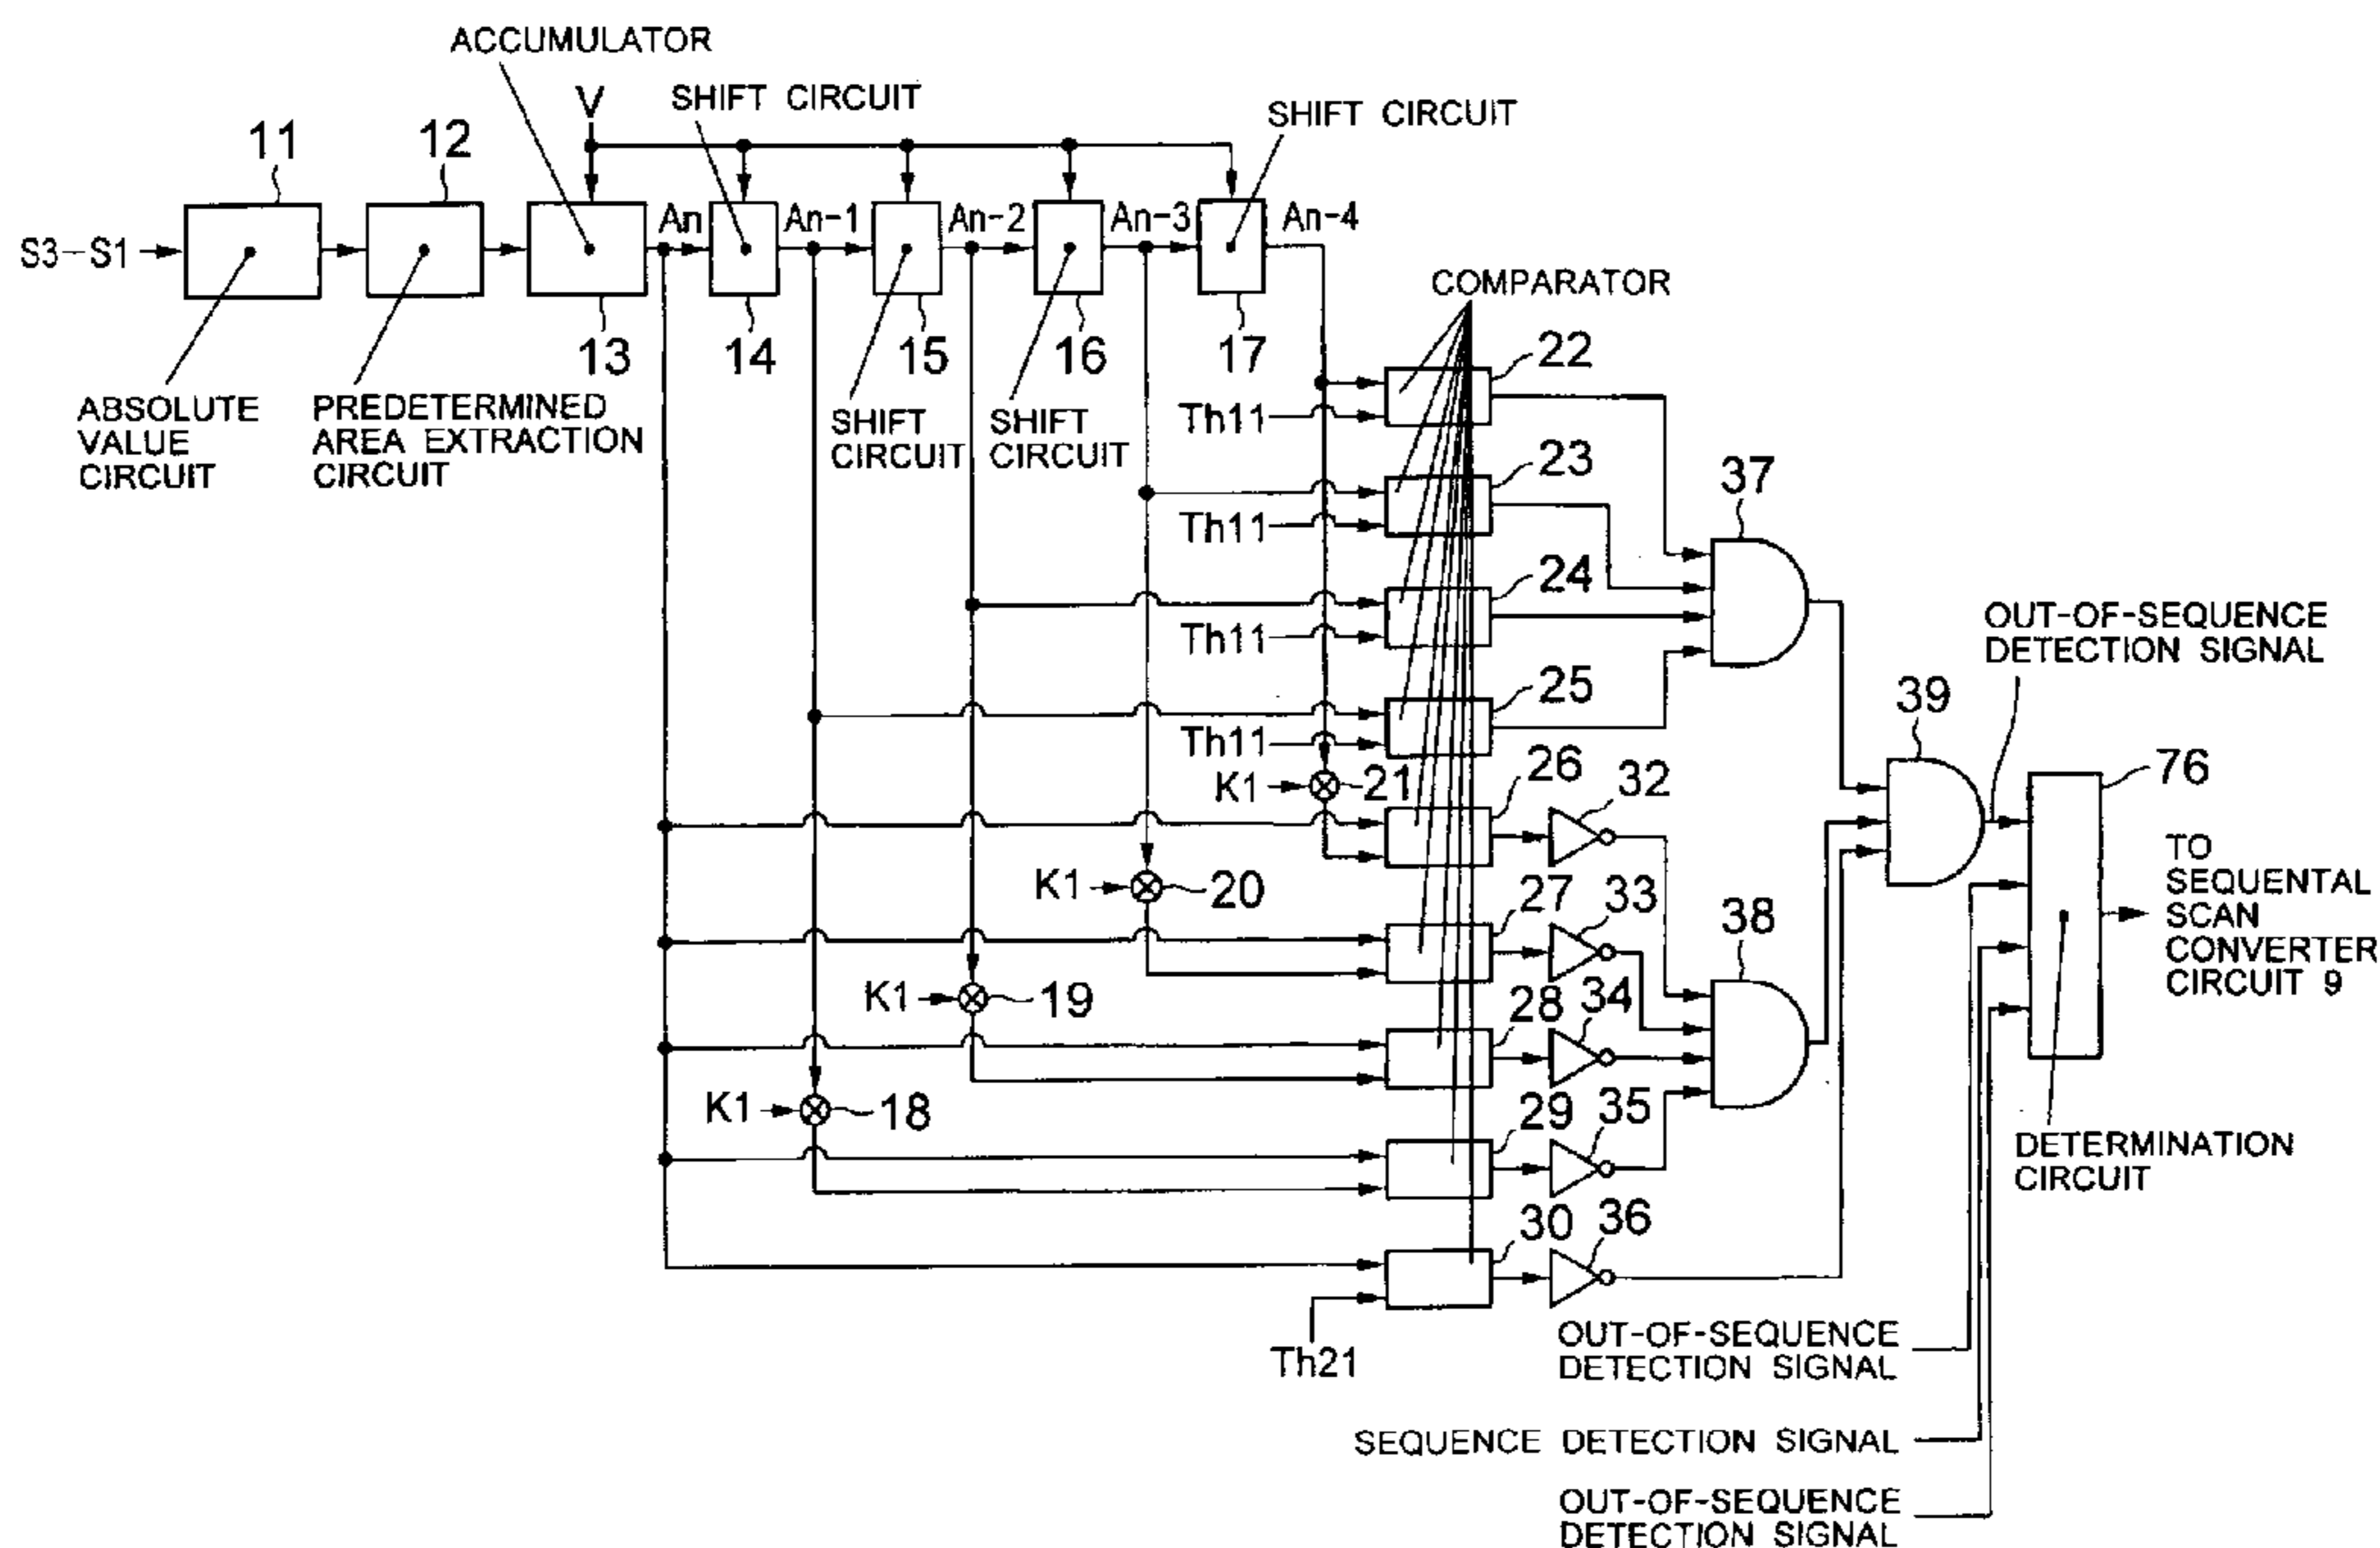 ACCUMULATOR
V
SHIFT CIRCUIT
SHIFT CIRCUIT
11
12
S3-S1
An
An-1
An-2
An-3
An-4
13
14
15
16
17
COMPARATOR
ABSOLUTE
VALUE
CIRCUIT
PREDETERMINED
AREA EXTRACTION
CIRCUIT
SHIFT
CIRCUIT
SHIFT
CIRCUIT
22
Th11
23
Th11
37
24
Th11
OUT-OF-SEQUENCE
DETECTION SIGNAL
25
Th11
39
K1
21
26
32
76
TO
SEQUENTAL
SCAN
CONVERTER
CIRCUIT 9
K1
20
27
33
38
K1
19
28
34
K1
18
29
35
DETERMINATION
CIRCUIT
30
36
Th21
OUT-OF-SEQUENCE
DETECTION SIGNAL
SEQUENCE DETECTION SIGNAL
OUT-OF-SEQUENCE
DETECTION SIGNAL